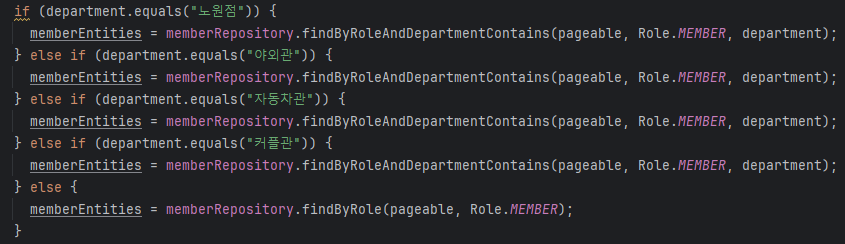 if (department.equals("노원점")) {
memberEntities = memberRepository.findByRoleAndDepartmentContains(pageable, Role.MEMBER, department);
} else if (department.equals("야외관")) {
memberEntities = memberRepository.findByRoleAndDepartmentContains(pageable, Role.MEMBER, department);
} else if (department.equals("자동차관")) {
memberEntities = memberRepository.findByRoleAndDepartmentContains(pageable, Role.MEMBER, department);
} else if (department.equals("커플관")) {
memberEntities = memberRepository.findByRoleAndDepartmentContains(pageable, Role.MEMBER, department);
} else {
memberEntities = memberRepository.findByRole(pageable, Role.MEMBER);
}